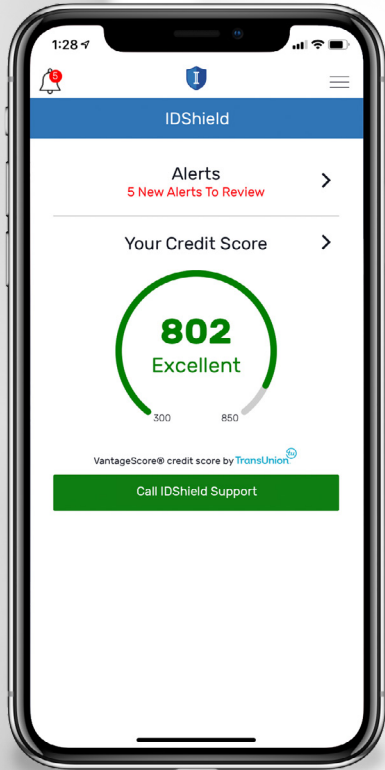 1:28
5
I
IDShield
Alerts
5 New Alerts To Review
Your Credit Score
802
Excellent
300 850
VantageScore® credit score by TransUnion tu
Call IDShield Support